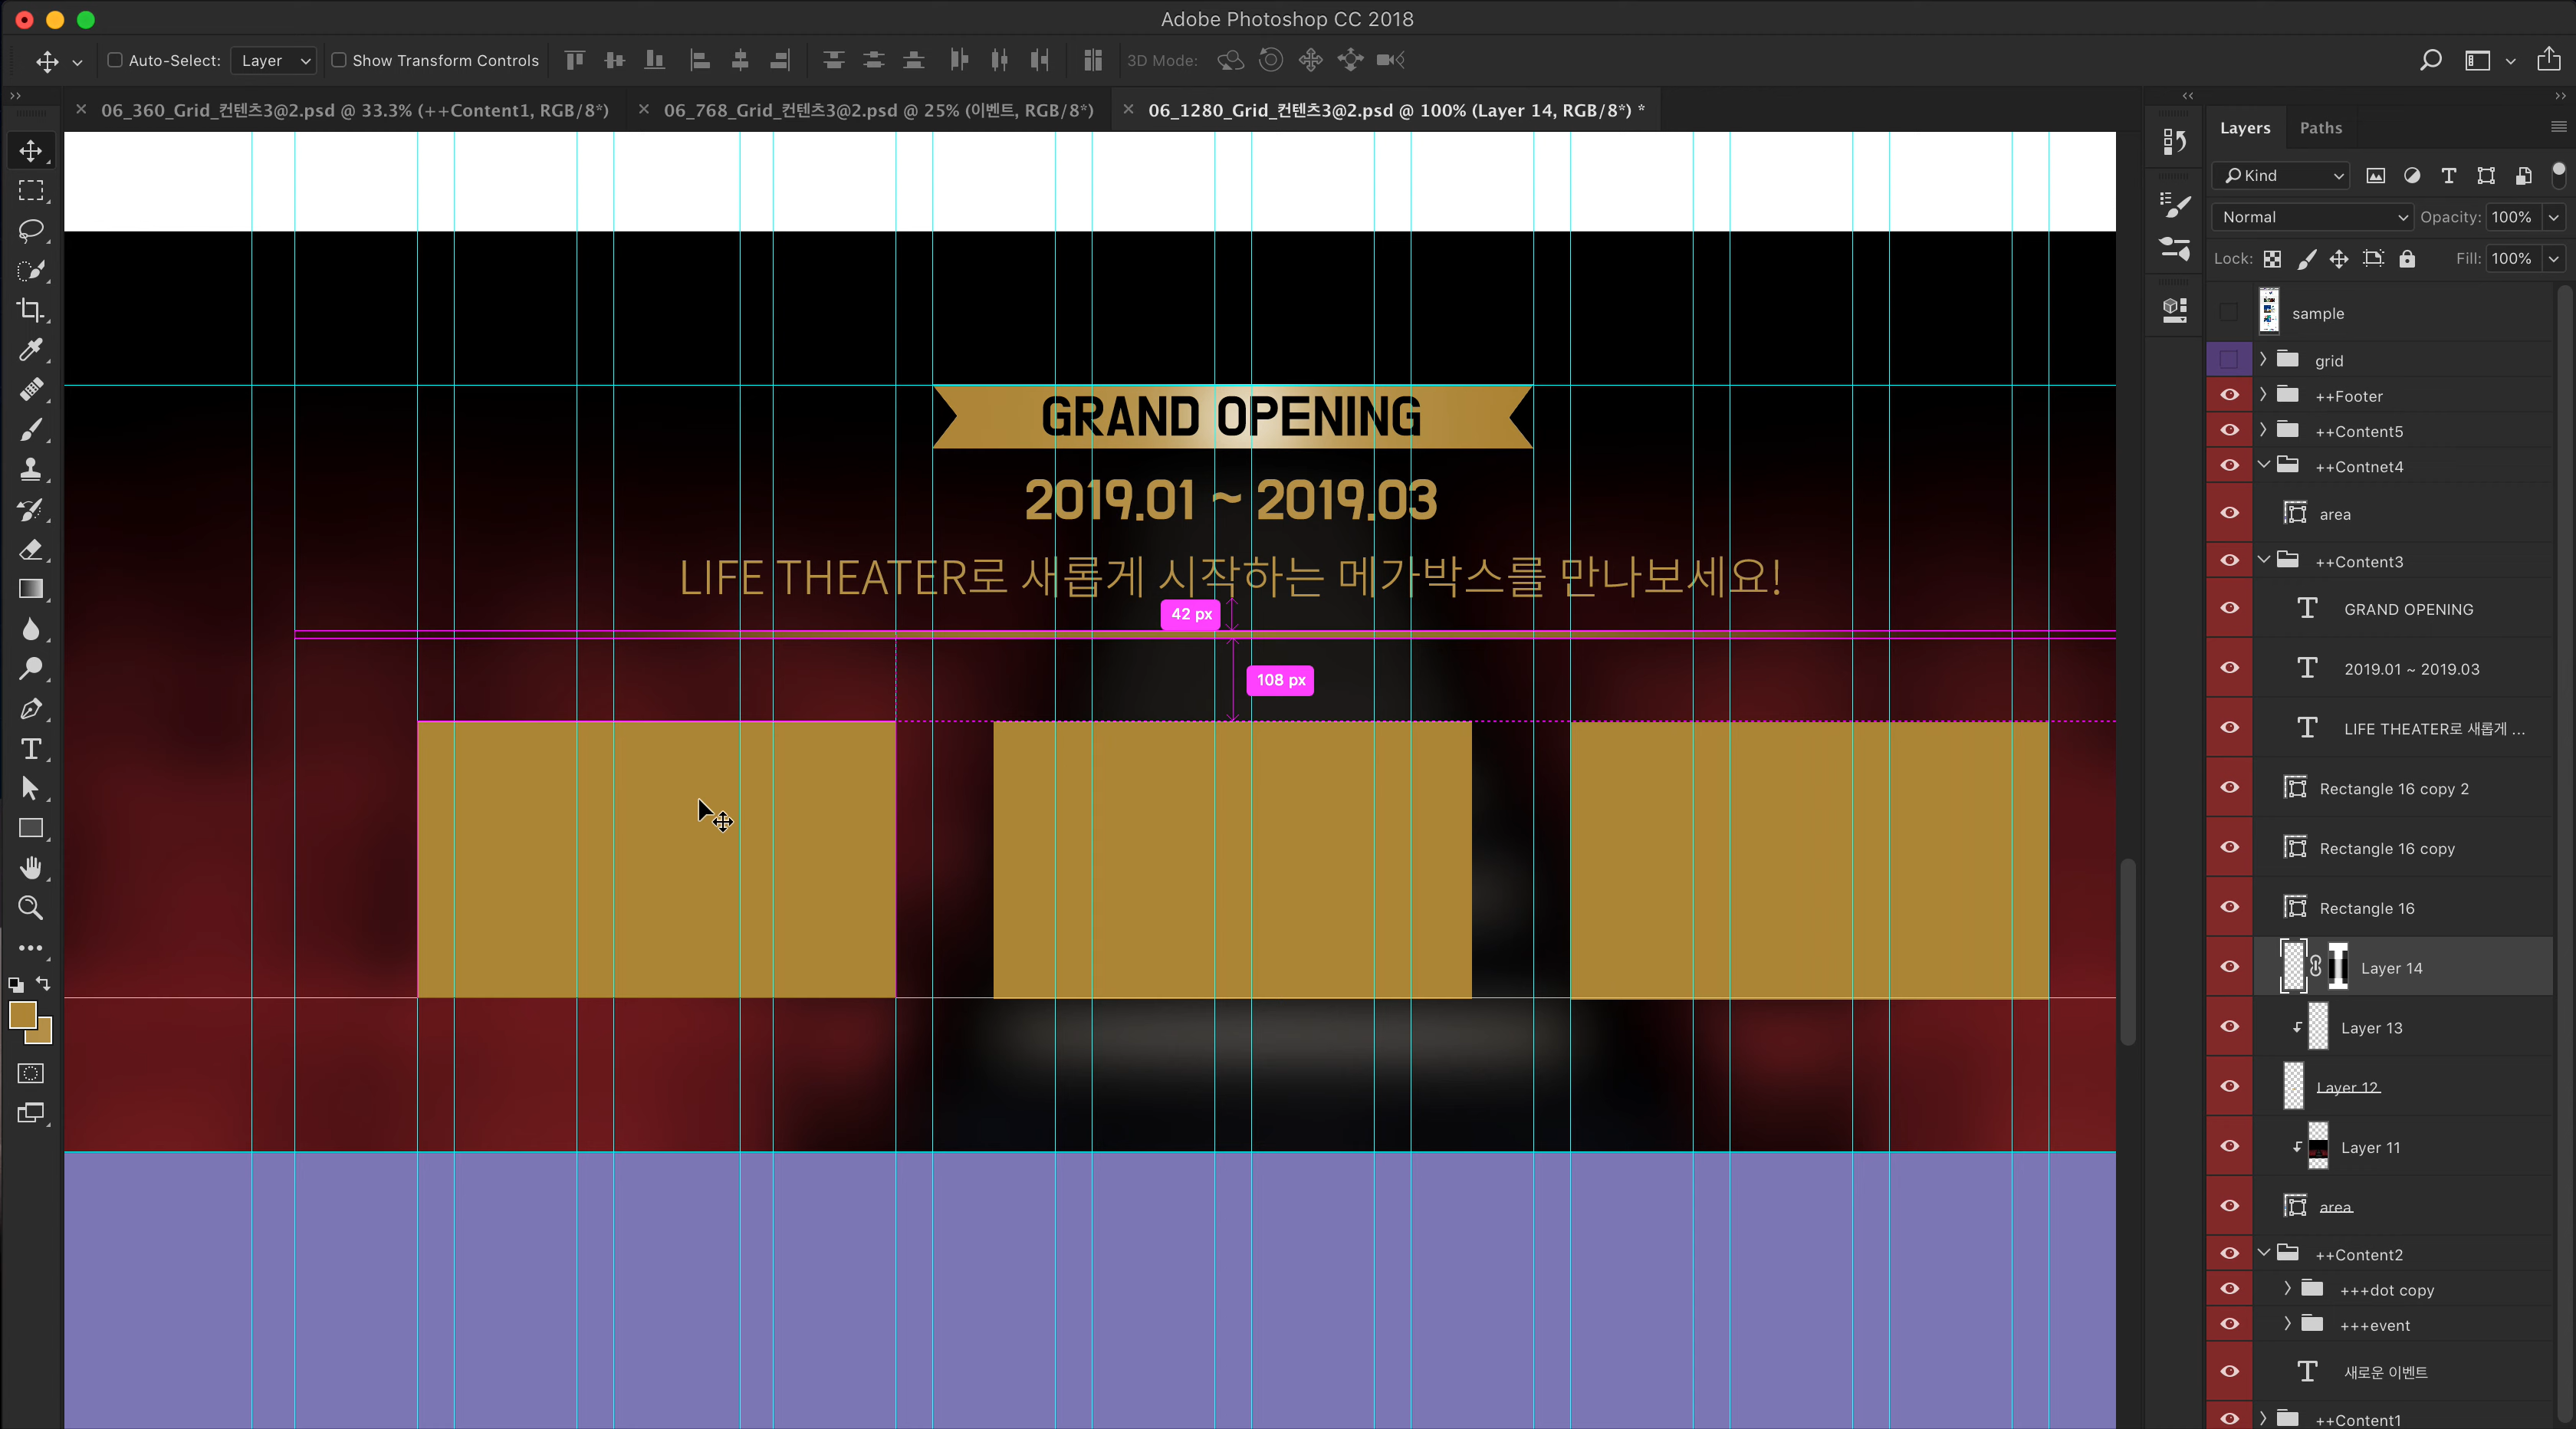 Adobe Photoshop CC 2018
Auto-Select: Layer Show Transform Controls 3D Mode:
06_360_Grid_컨텐츠3@2.psd @ 33.3% (++Content1, RGB/8*)
06_768_Grid_컨텐츠3@2.psd @ 25% (이벤트, RGB/8*)
06_1280_Grid_컨텐츠3@2.psd @ 100% (Layer 14, RGB/8*) *
GRAND OPENING
2019.01 ~ 2019.03
LIFE THEATER로 새롭게 시작하는 메가박스를 만나보세요!
42 px
108 px
Layers Paths
Kind
Normal Opacity: 100%
Lock: Fill: 100%
sample
grid
++Footer
++Content5
++Contnet4
area
++Content3
GRAND OPENING
2019.01 ~ 2019.03
LIFE THEATER로 새롭게 ...
Rectangle 16 copy 2
Rectangle 16 copy
Rectangle 16
Layer 14
Layer 13
Layer 12
Layer 11
area
++Content2
+++dot copy
+++event
새로운 이벤트
++Content1